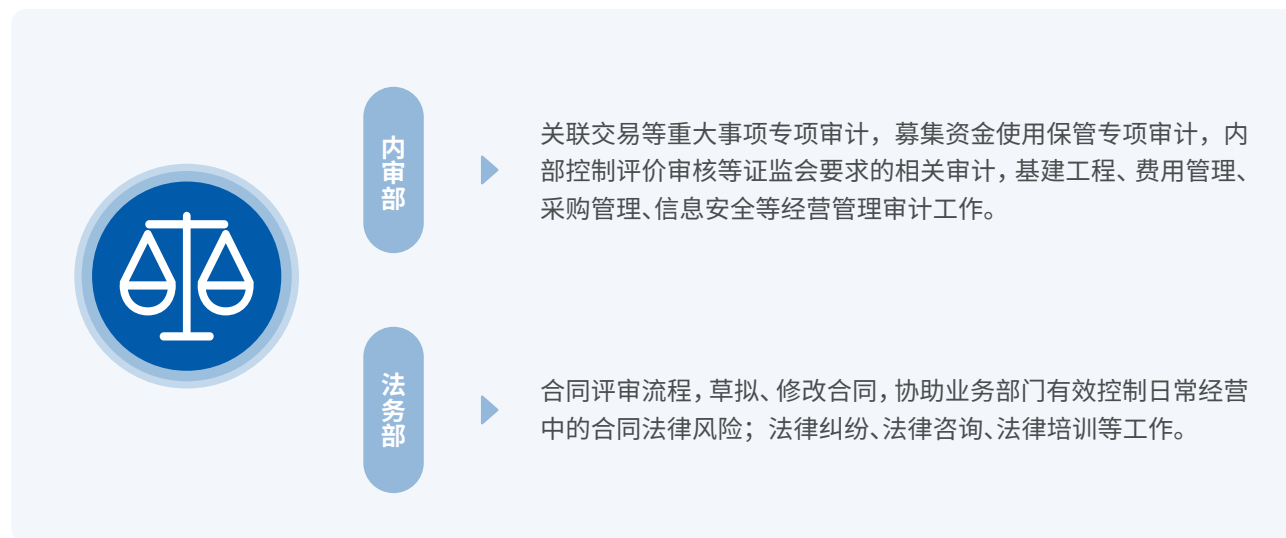 内审部
关联交易等重大事项专项审计，募集资金使用保管专项审计，内
部控制评价审核等证监会要求的相关审计，基建工程、费用管理、
采购管理、信息安全等经营管理审计工作。
法务部
合同评审流程，草拟、修改合同，协助业务部门有效控制日常经营
中的合同法律风险；法律纠纷、法律咨询、法律培训等工作。